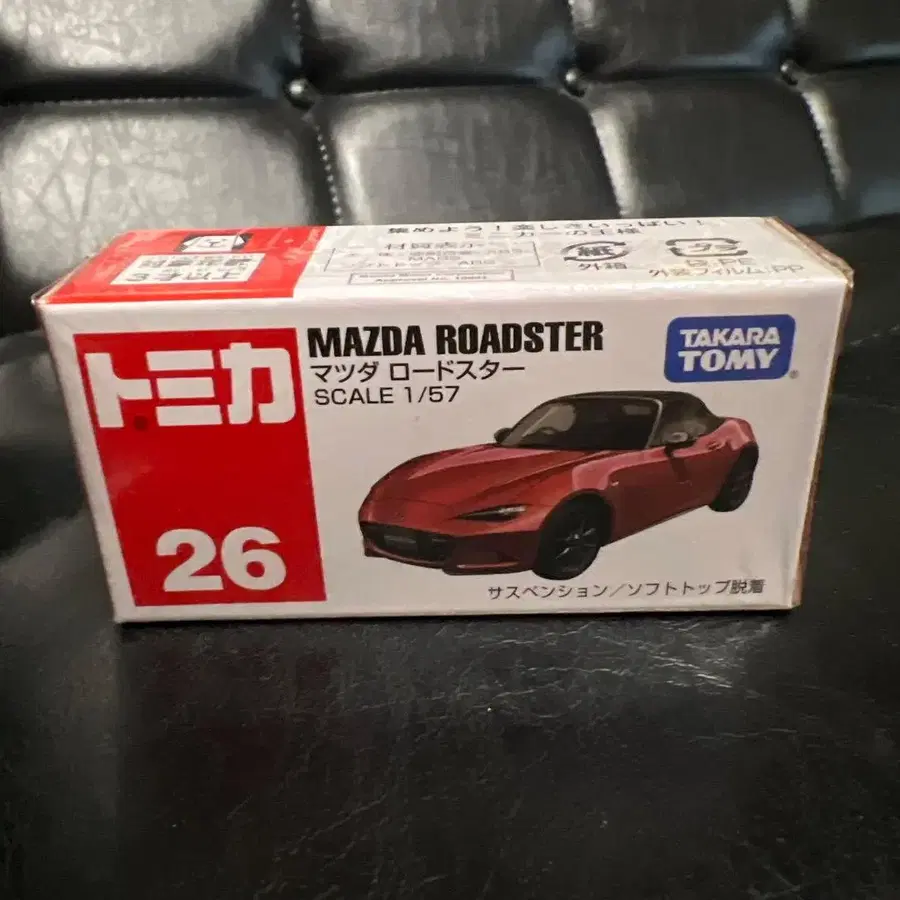 集めよう！楽しさいっぱい！
紙
外箱
外装フィルム:PP
トミカ
26
MAZDA ROADSTER
マツダ ロードスター
SCALE 1/57
TAKARA
TOMY
サスペンション／ソフトトップ脱着